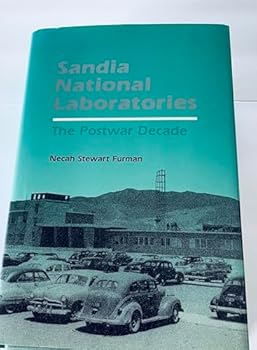 Sandia
National
Laboratories
The Postwar Decade
Necah Stewart Furman